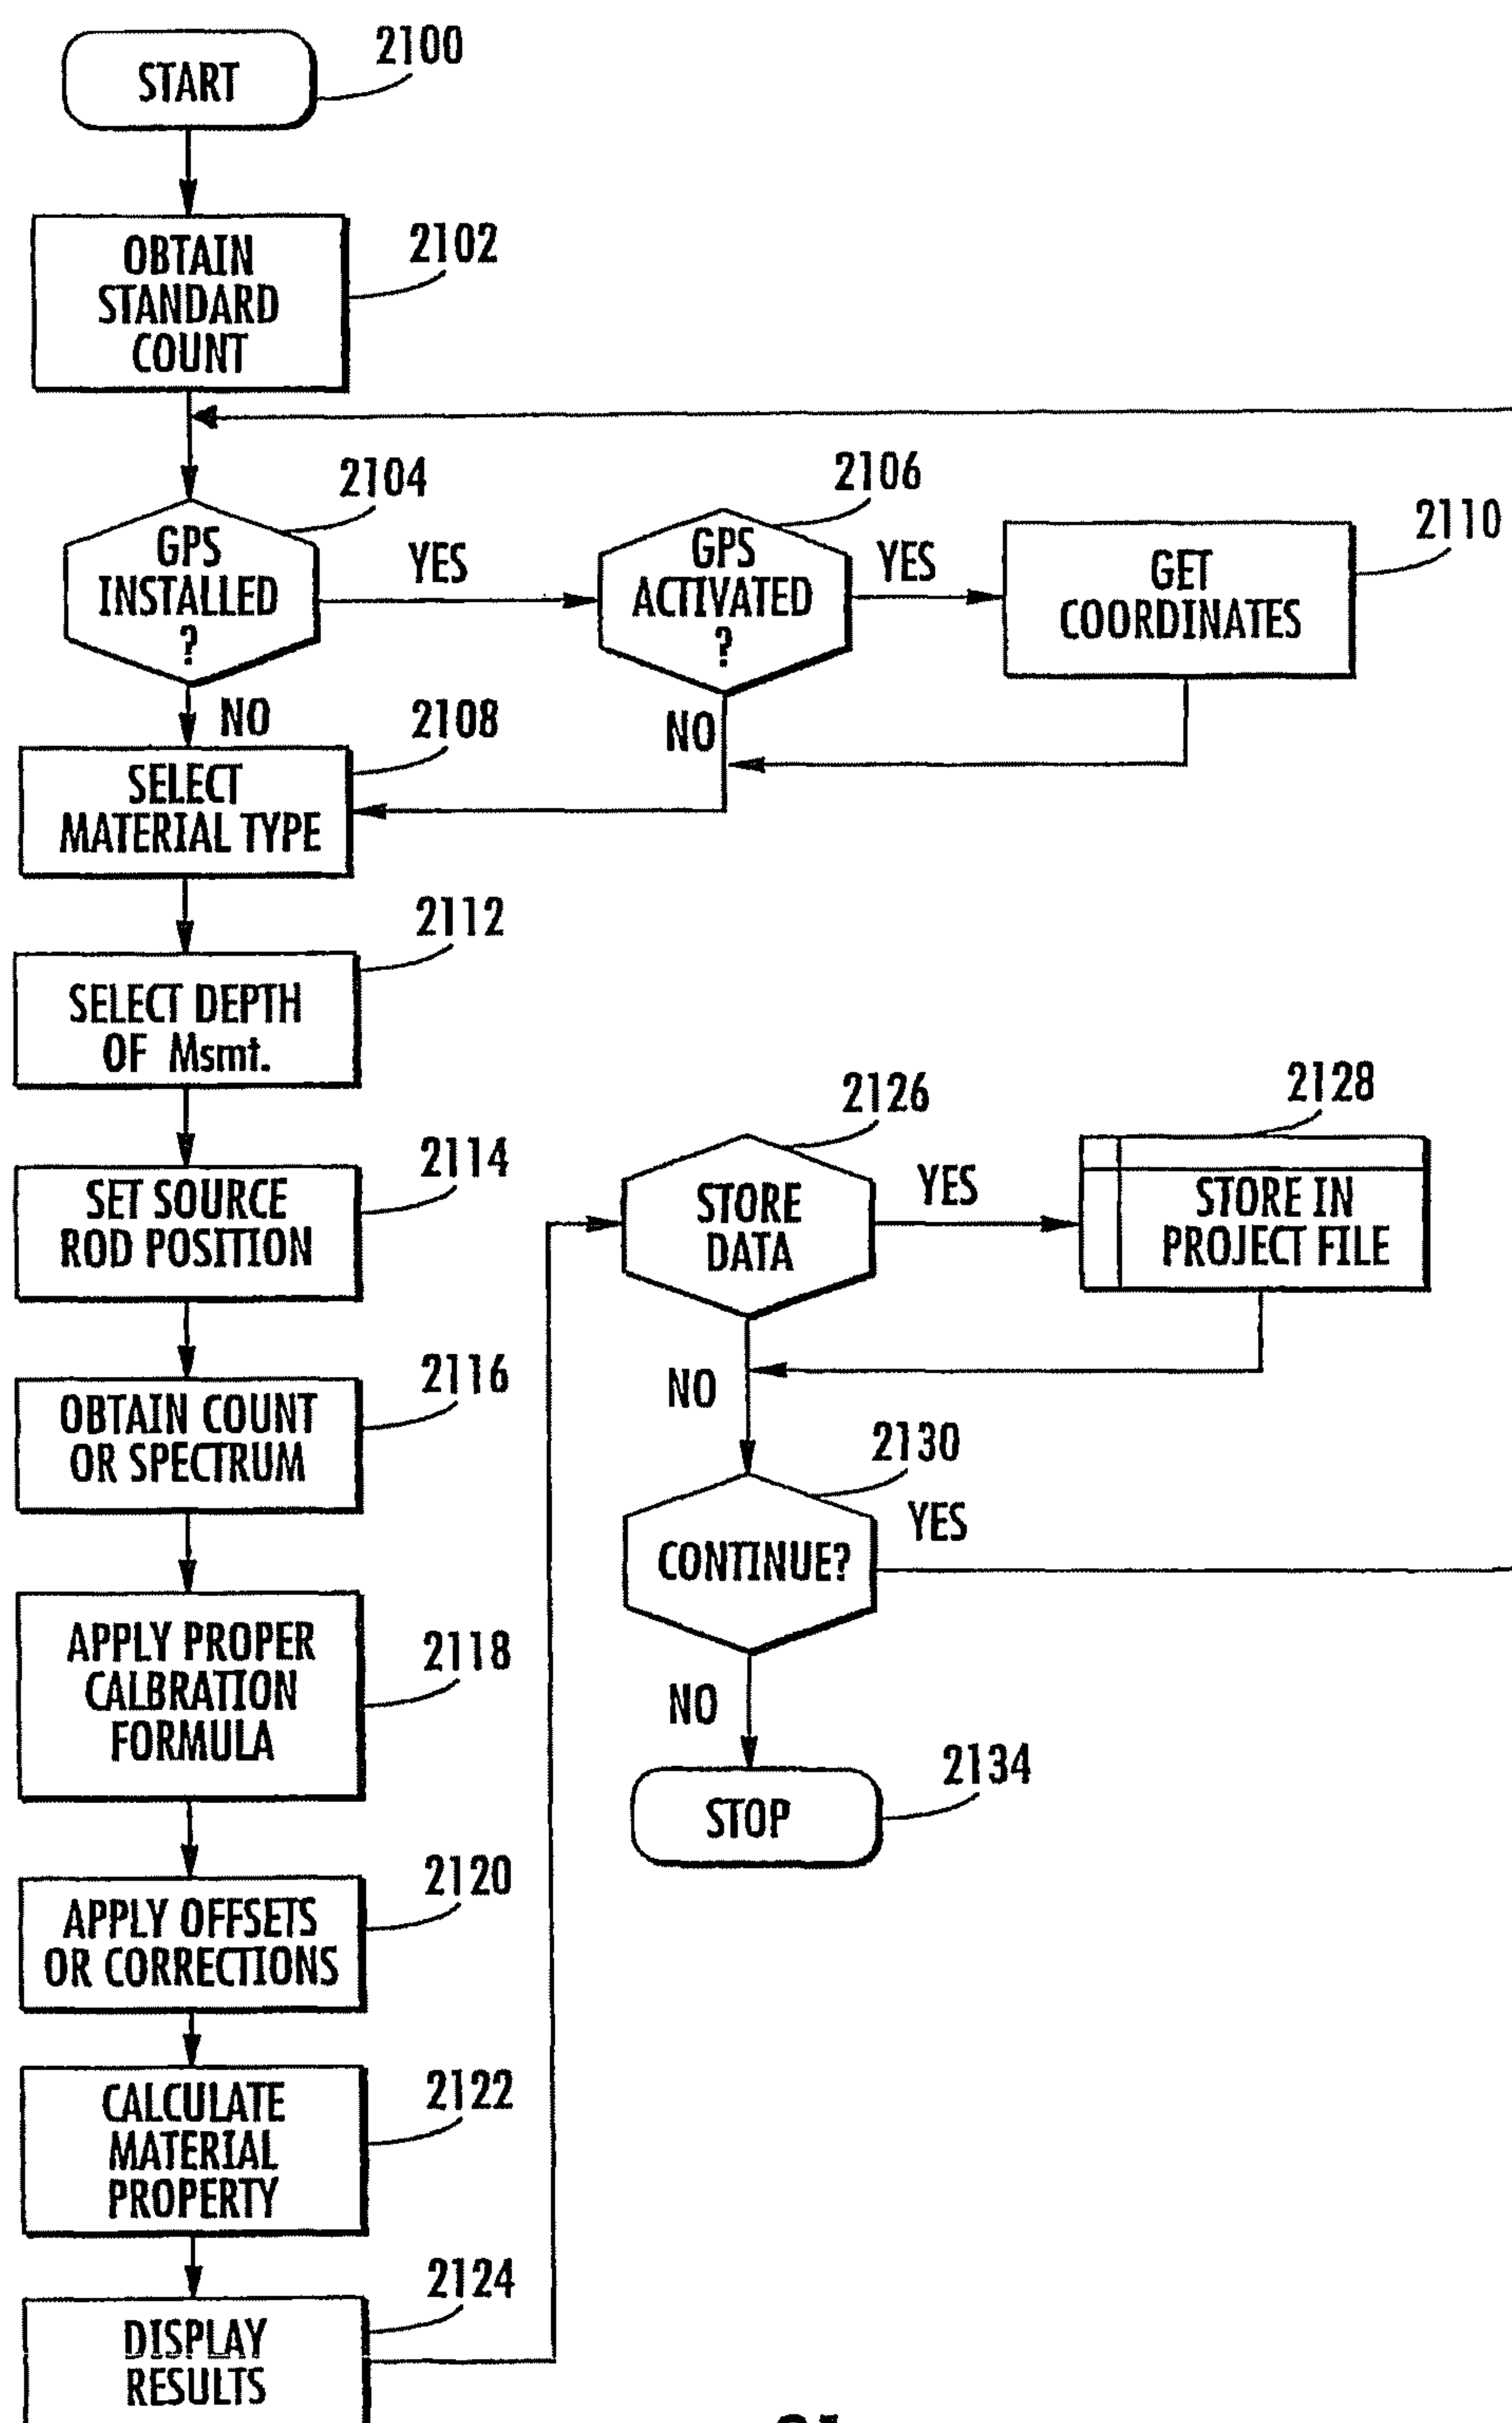 START
2100
OBTAIN
STANDARD
COUNT
2102
GPS
INSTALLED
?
2104
YES
NO
GPS
ACTIVATED
?
2106
YES
NO
GET
COORDINATES
2110
SELECT
MATERIAL TYPE
2108
SELECT DEPTH
OF Msmt.
2112
SET SOURCE
ROD POSITION
2114
OBTAIN COUNT
OR SPECTRUM
2116
APPLY PROPER
CALBRATION
FORMULA
2118
APPLY OFFSETS
OR CORRECTIONS
2120
CALCULATE
MATERIAL
PROPERTY
2122
DISPLAY
RESULTS
2124
STORE
DATA
2126
YES
NO
STORE IN
PROJECT FILE
2128
CONTINUE?
2130
YES
NO
STOP
2134